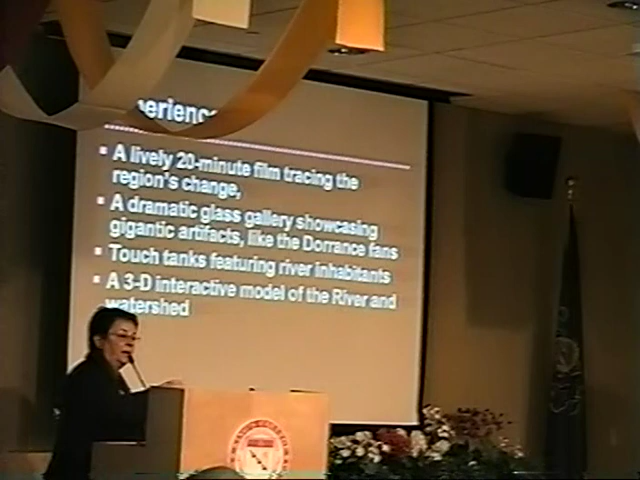 A lively 20-minute film tracing the
region's change,
A dramatic glass gallery showcasing
gigantic artifacts, like the Dorrance fans
Touch tanks featuring river inhabitants
A 3-D interactive model of the River and
watershed